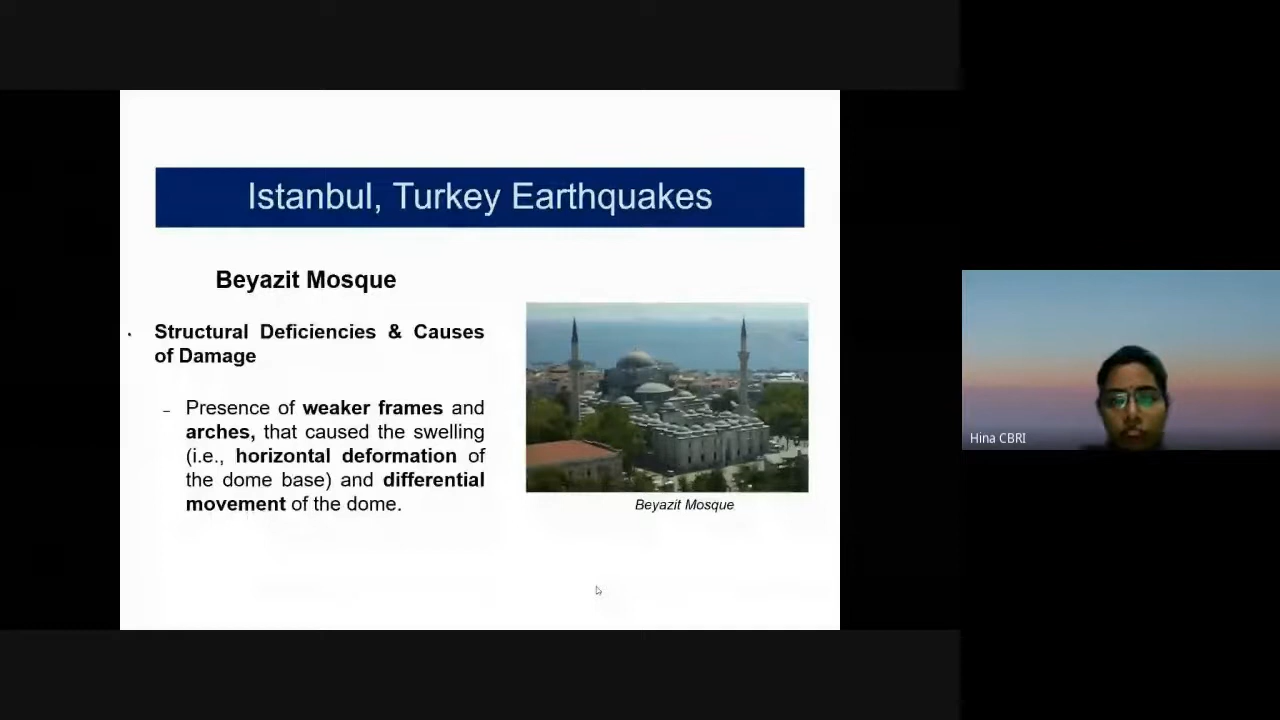 Istanbul, Turkey Earthquakes
Beyazit Mosque
· Structural Deficiencies & Causes
of Damage
– Presence of weaker frames and
arches, that caused the swelling
(i.e., horizontal deformation of
the dome base) and differential
movement of the dome.
Beyazit Mosque
Hina CBRI